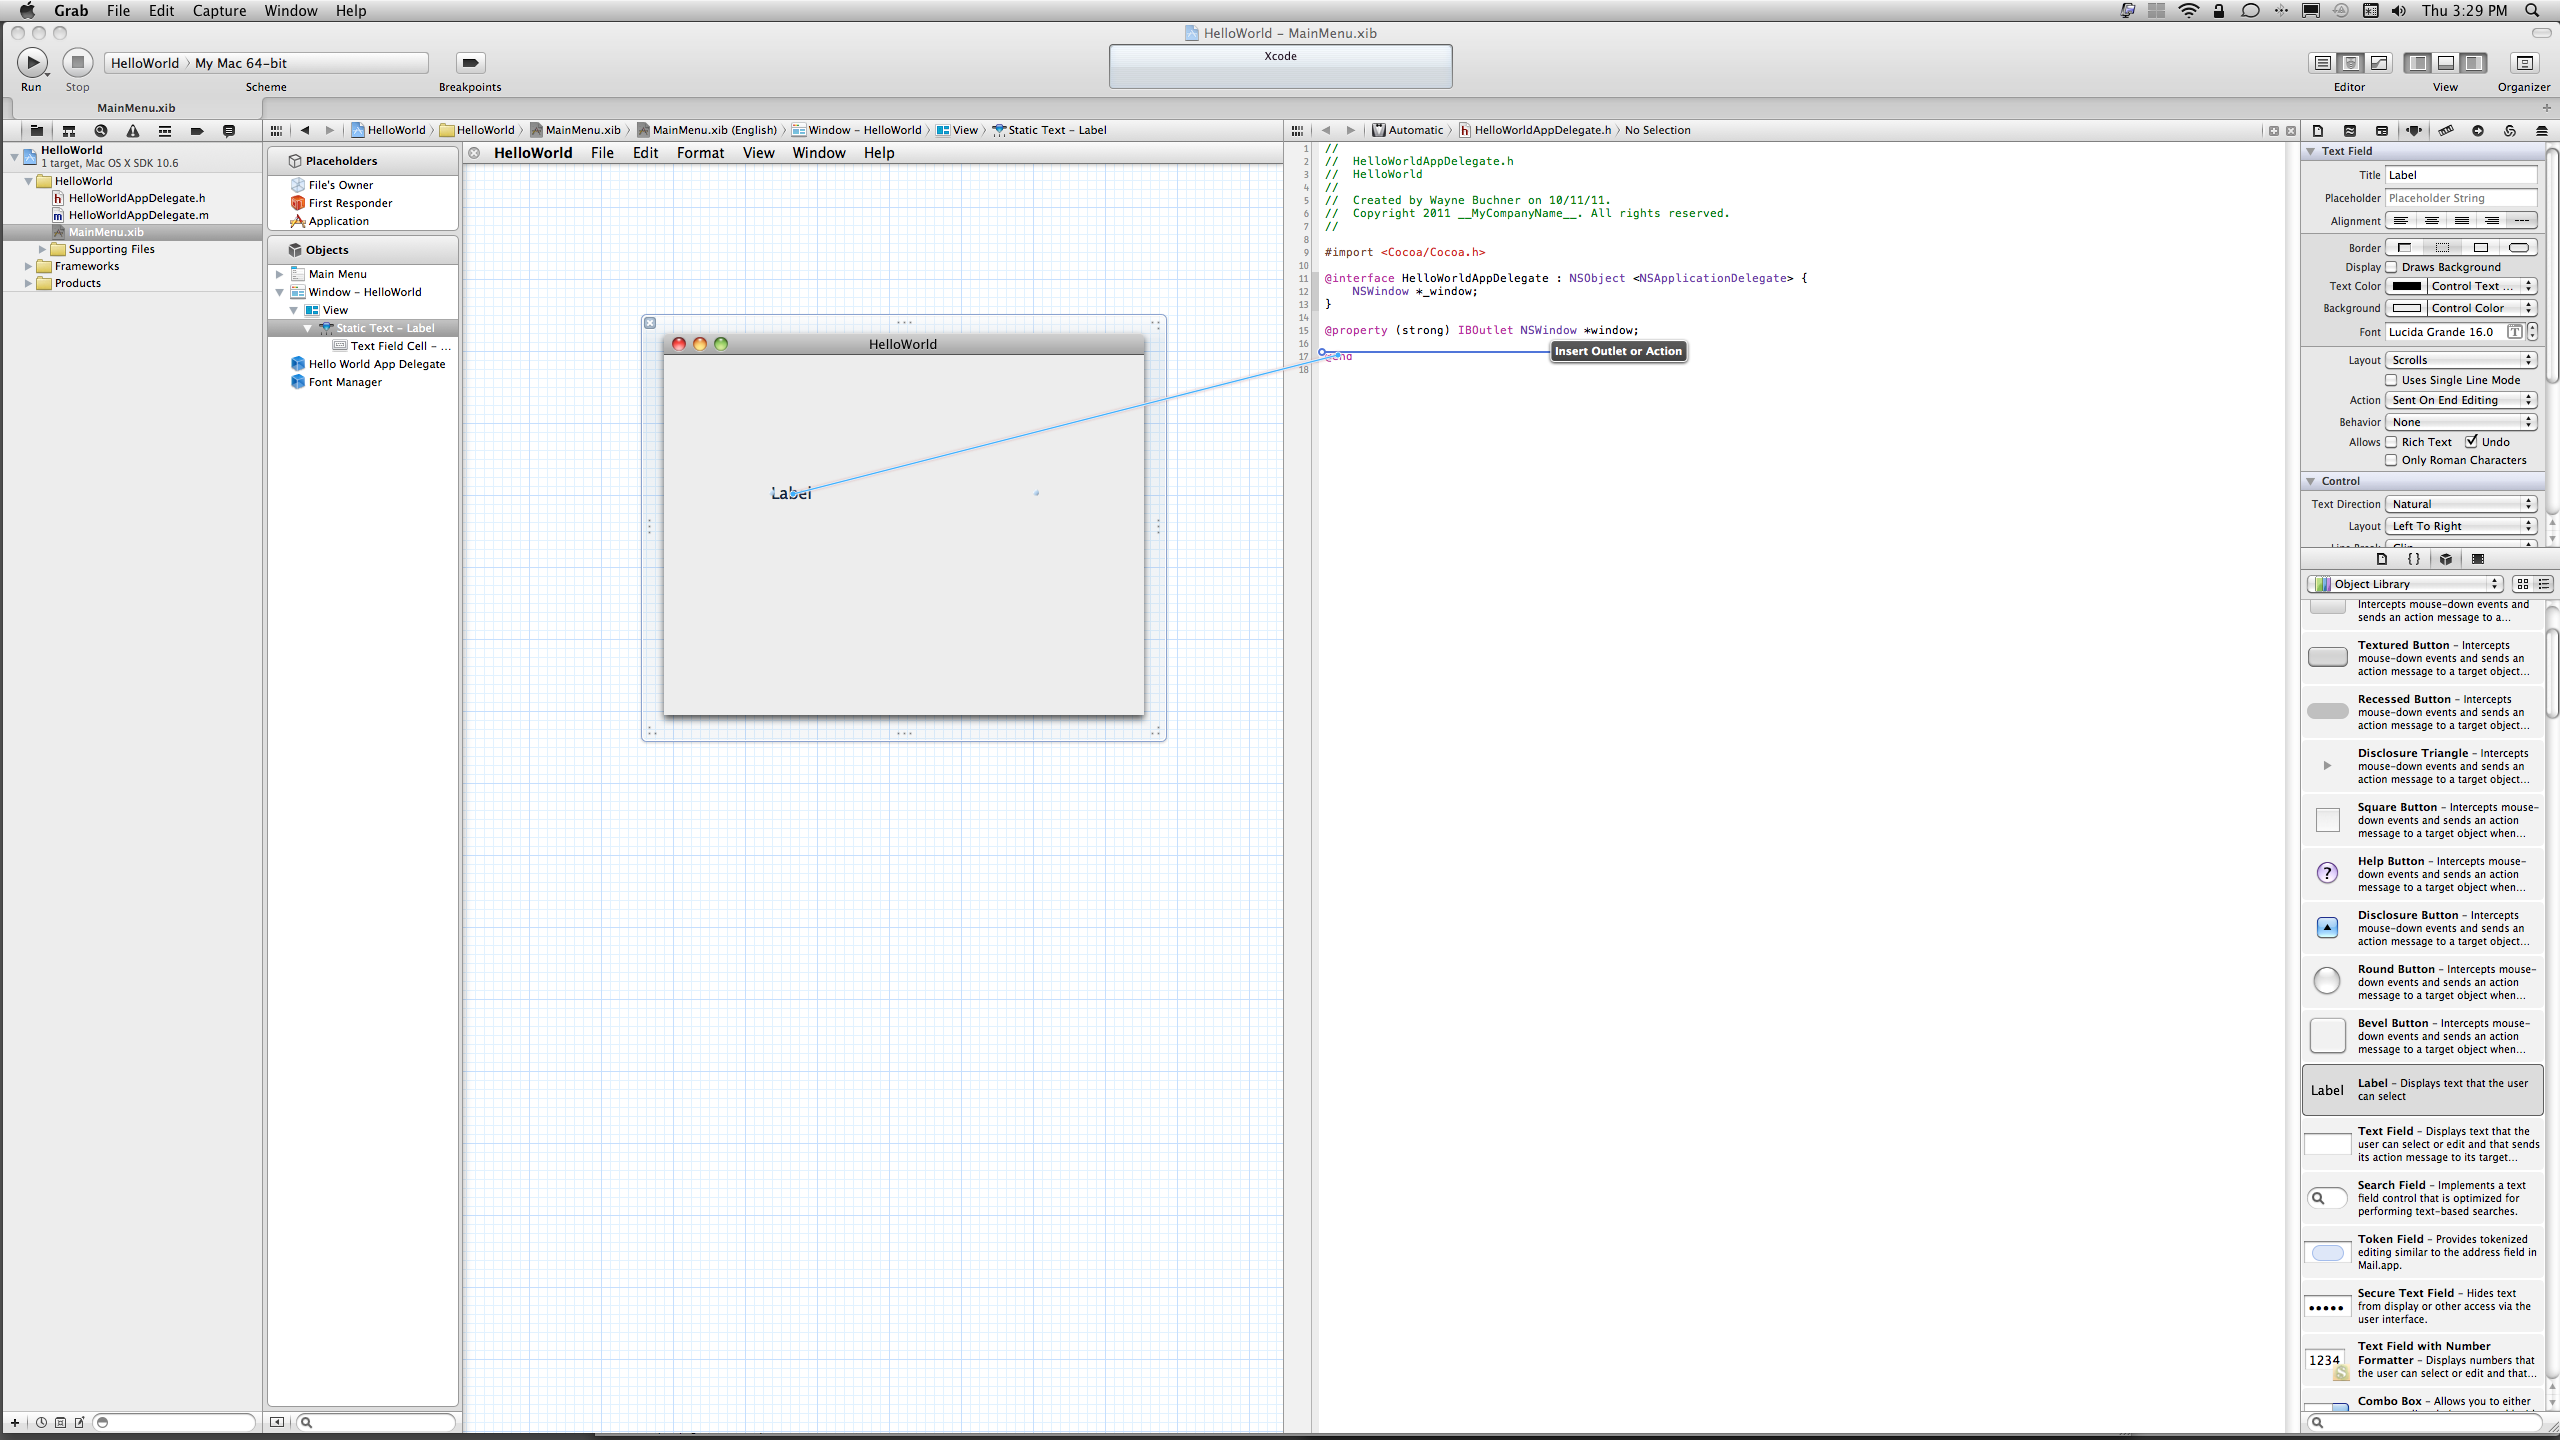 Grab File Edit Capture Window Help
Thu 3:29 PM
HelloWorld – MainMenu.xib
HelloWorld 〉 My Mac 64-bit
Xcode
Run Stop Scheme Breakpoints
Editor View Organizer
MainMenu.xib
HelloWorld
1 target, Mac OS X SDK 10.6
HelloWorld
HelloWorldAppDelegate.h
HelloWorldAppDelegate.m
MainMenu.xib
Supporting Files
Frameworks
Products
HelloWorld 〉 HelloWorld 〉 MainMenu.xib 〉 MainMenu.xib (English) 〉 Window – HelloWorld 〉 View 〉 Static Text – Label
Placeholders
File's Owner
First Responder
Application
Objects
Main Menu
Window – HelloWorld
View
Static Text – Label
Text Field Cell – ...
Hello World App Delegate
Font Manager
HelloWorld File Edit Format View Window Help
HelloWorld
Label
Automatic 〉 HelloWorldAppDelegate.h 〉 No Selection
1 //
2 // HelloWorldAppDelegate.h
3 // HelloWorld
4 //
5 // Created by Wayne Buchner on 10/11/11.
6 // Copyright 2011 __MyCompanyName__. All rights reserved.
7 //
8
9 #import <Cocoa/Cocoa.h>
10
11 @interface HelloWorldAppDelegate : NSObject <NSApplicationDelegate> {
12 NSWindow *_window;
13 }
14
15 @property (strong) IBOutlet NSWindow *window;
16
Insert Outlet or Action
17 @end
18
Text Field
Title Label
Placeholder Placeholder String
Alignment
Border
Display Draws Background
Text Color Control Text ...
Background Control Color
Font Lucida Grande 16.0
Layout Scrolls
Uses Single Line Mode
Action Sent On End Editing
Behavior None
Allows Rich Text Undo
Only Roman Characters
Control
Text Direction Natural
Layout Left To Right
Object Library
Intercepts mouse-down events and
sends an action message to a...
Textured Button – Intercepts
mouse-down events and sends an
action message to a target object...
Recessed Button – Intercepts
mouse-down events and sends an
action message to a target object...
Disclosure Triangle – Intercepts
mouse-down events and sends an
action message to a target object...
Square Button – Intercepts mouse-
down events and sends an action
message to a target object when...
Help Button – Intercepts mouse-
down events and sends an action
message to a target object when...
Disclosure Button – Intercepts
mouse-down events and sends an
action message to a target object...
Round Button – Intercepts mouse-
down events and sends an action
message to a target object when...
Bevel Button – Intercepts mouse-
down events and sends an action
message to a target object when...
Label
Label – Displays text that the user
can select
Text Field – Displays text that the
user can select or edit and that sends
its action message to its target...
Search Field – Implements a text
field control that is optimized for
performing text-based searches.
Token Field – Provides tokenized
editing similar to the address field in
Mail.app.
Secure Text Field – Hides text
from display or other access via the
user interface.
1234
Text Field with Number
Formatter – Displays numbers that
the user can select or edit and that...
Combo Box – Allows you to either